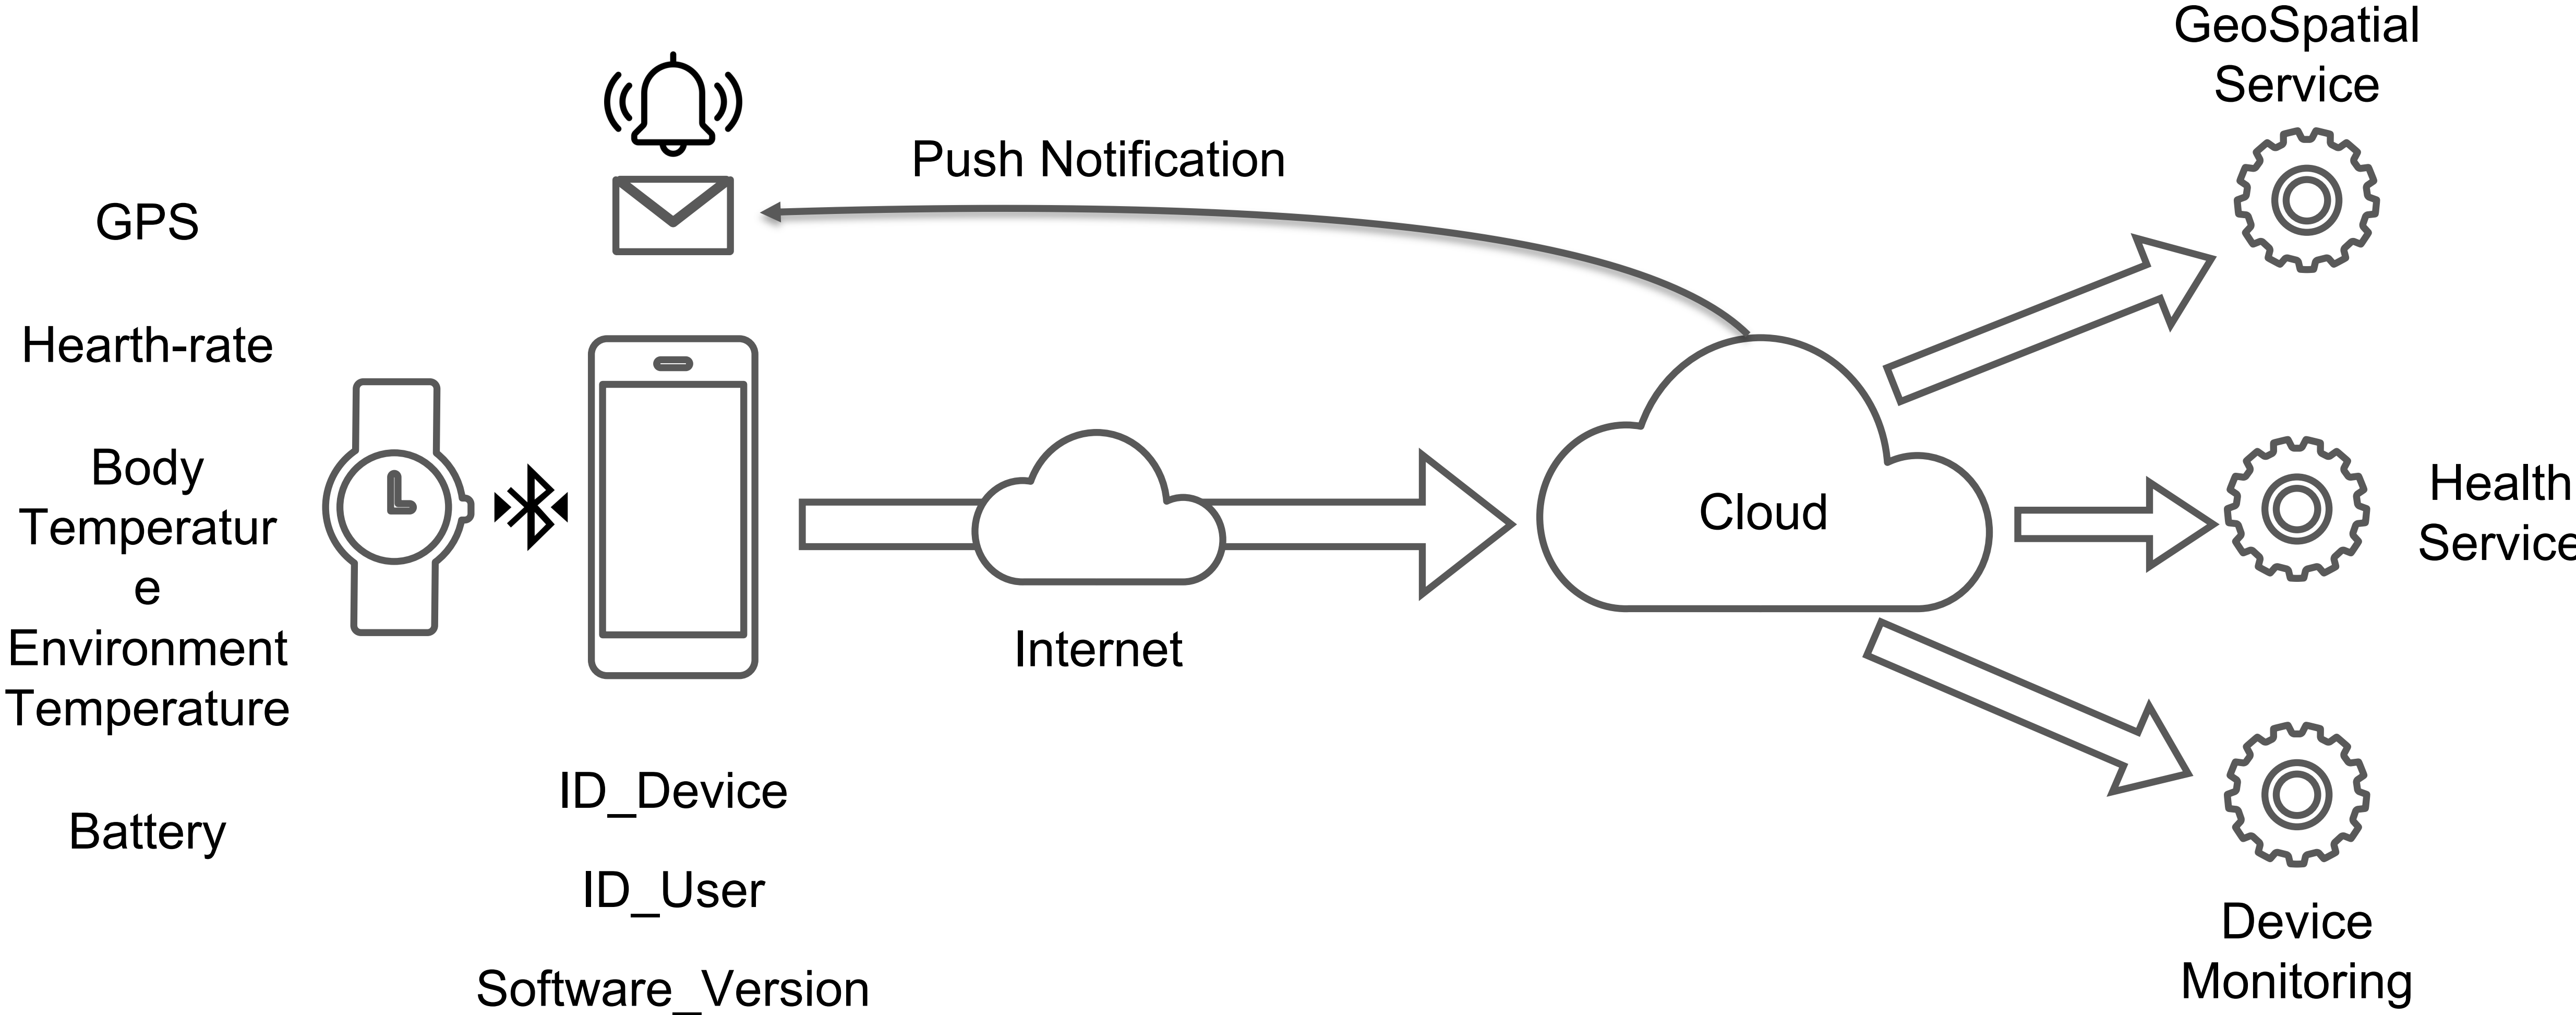 GPS
Hearth-rate
Body
Temperatur
e
Environment
Temperature
Battery
Push Notification
ID_Device
ID_User
Software_Version
Internet
Cloud
GeoSpatial
Service
Health
Service
Device
Monitoring